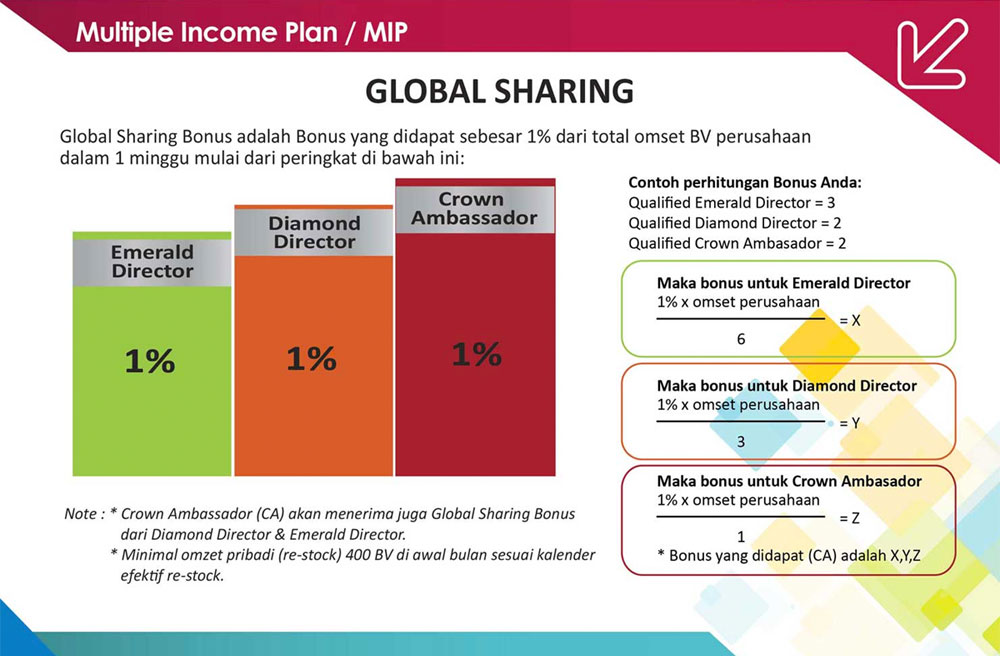 Multiple Income Plan / MIP
GLOBAL SHARING
Global Sharing Bonus adalah Bonus yang didapat sebesar 1% dari total omset BV perusahaan
dalam 1 minggu mulai dari peringkat di bawah ini:
Emerald
Director
1%
Diamond
Director
1%
Crown
Ambassador
1%
Note : * Crown Ambassador (CA) akan menerima juga Global Sharing Bonus
dari Diamond Director & Emerald Director.
* Minimal omzet pribadi (re-stock) 400 BV di awal bulan sesuai kalender
efektif re-stock.
Contoh perhitungan Bonus Anda:
Qualified Emerald Director = 3
Qualified Diamond Director = 2
Qualified Crown Ambasador = 2
Maka bonus untuk Emerald Director
1% x omset perusahaan
= X
6
Maka bonus untuk Diamond Director
1% x omset perusahaan
= Y
3
Maka bonus untuk Crown Ambasador
1% x omset perusahaan
= Z
1
* Bonus yang didapat (CA) adalah X,Y,Z